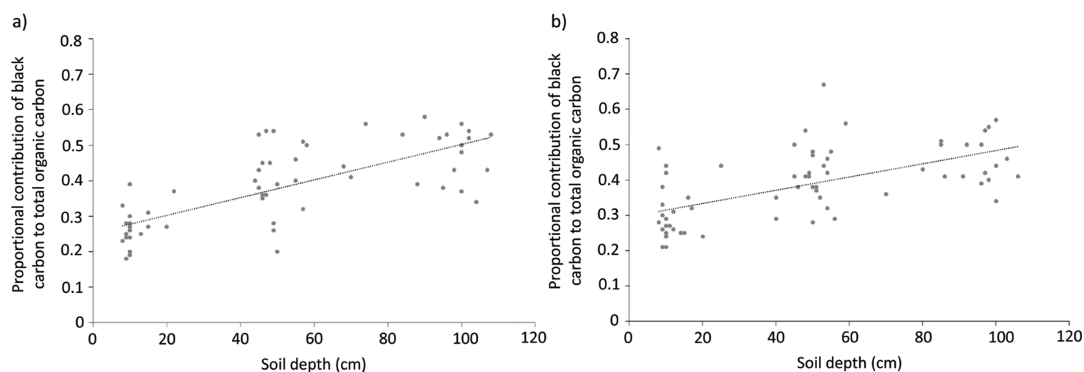 a)
Proportional contribution of black
carbon to total organic carbon
0.8
0.7
0.6
0.5
0.4
0.3
0.2
0.1
0
0 20 40 60 80 100 120
Soil depth (cm)
b)
Proportional contribution of black
carbon to total organic carbon
0.8
0.7
0.6
0.5
0.4
0.3
0.2
0.1
0
0 20 40 60 80 100 120
Soil depth (cm)